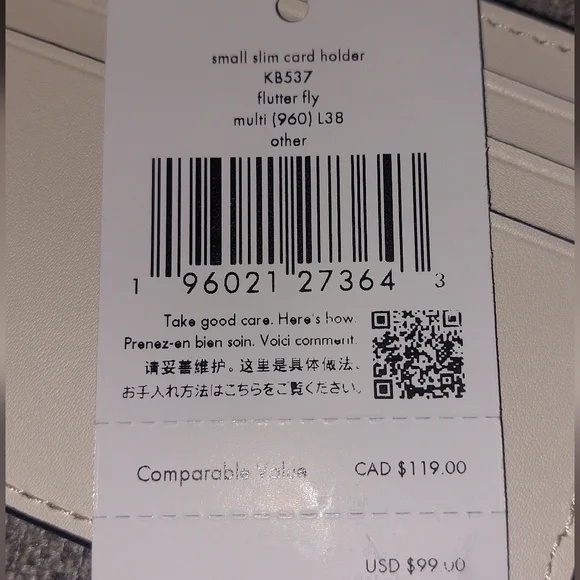 small slim card holder
KB537
flutter fly
multi (960) L38
other
1 96021 27364 3
Take good care. Here's how.
Prenez-en bien soin. Voici comment.
请妥善维护。这里是具体做法.
お手入れ方法はこちらをご覧ください。
Comparable Value CAD $119.00
USD $99.00